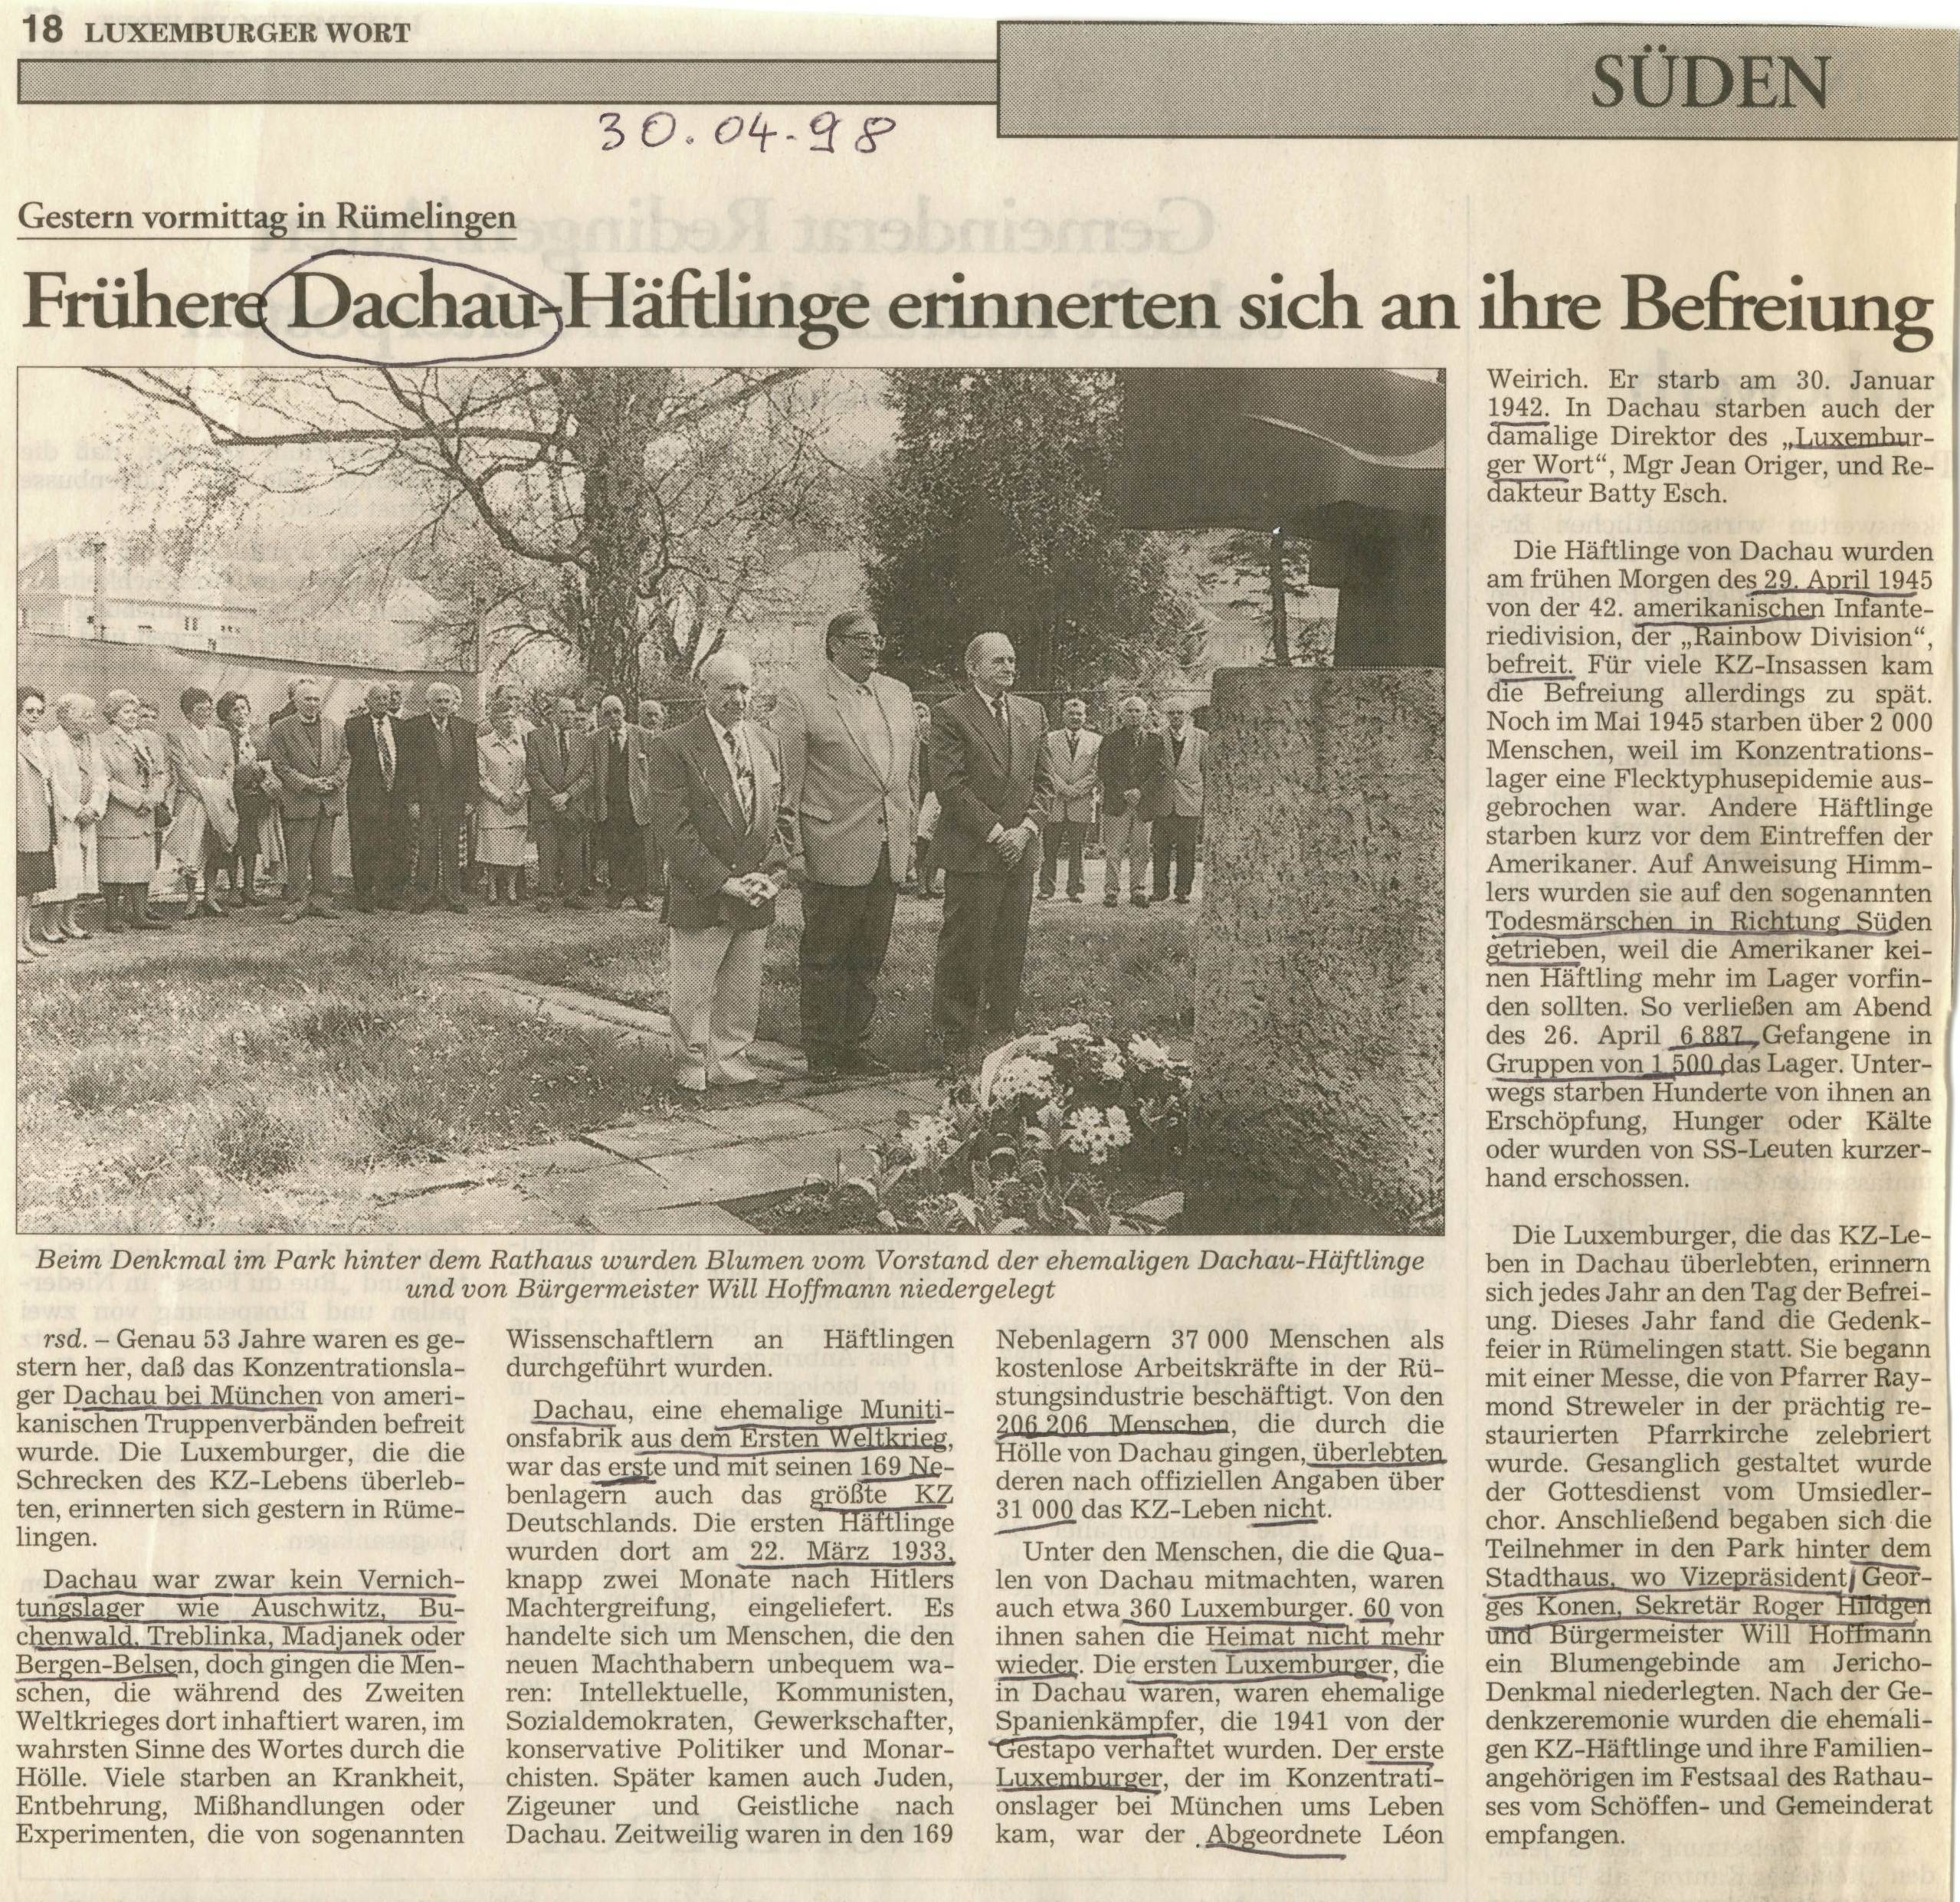 18 LUXEMBURGER WORT
SÜDEN
30.04.98
Gestern vormittag in Rümelingen
Frühere Dachau-Häftlinge erinnerten sich an ihre Befreiung
Beim Denkmal im Park hinter dem Rathaus wurden Blumen vom Vorstand der ehemaligen Dachau-Häftlinge
und von Bürgermeister Will Hoffmann niedergelegt
rsd. – Genau 53 Jahre waren es ge-
stern her, daß das Konzentrationsla-
ger Dachau bei München von ameri-
kanischen Truppenverbänden befreit
wurde. Die Luxemburger, die die
Schrecken des KZ-Lebens überleb-
ten, erinnerten sich gestern in Rüme-
lingen.
Dachau war zwar kein Vernich-
tungslager wie Auschwitz, Bu-
chenwald, Treblinka, Madjanek oder
Bergen-Belsen, doch gingen die Men-
schen, die während des Zweiten
Weltkrieges dort inhaftiert waren, im
wahrsten Sinne des Wortes durch die
Hölle. Viele starben an Krankheit,
Entbehrung, Mißhandlungen oder
Experimenten, die von sogenannten
Wissenschaftlern an Häftlingen
durchgeführt wurden.
Dachau, eine ehemalige Muniti-
onsfabrik aus dem Ersten Weltkrieg,
war das erste und mit seinen 169 Ne-
benlagern auch das größte KZ
Deutschlands. Die ersten Häftlinge
wurden dort am 22. März 1933,
knapp zwei Monate nach Hitlers
Machtergreifung, eingeliefert. Es
handelte sich um Menschen, die den
neuen Machthabern unbequem wa-
ren: Intellektuelle, Kommunisten,
Sozialdemokraten, Gewerkschafter,
konservative Politiker und Monar-
chisten. Später kamen auch Juden,
Zigeuner und Geistliche nach
Dachau. Zeitweilig waren in den 169
Nebenlagern 37 000 Menschen als
kostenlose Arbeitskräfte in der Rü-
stungsindustrie beschäftigt. Von den
206 206 Menschen, die durch die
Hölle von Dachau gingen, überlebten
deren nach offiziellen Angaben über
31 000 das KZ-Leben nicht.
Unter den Menschen, die die Qua-
len von Dachau mitmachten, waren
auch etwa 360 Luxemburger. 60 von
ihnen sahen die Heimat nicht mehr
wieder. Die ersten Luxemburger, die
in Dachau waren, waren ehemalige
Spanienkämpfer, die 1941 von der
Gestapo verhaftet wurden. Der erste
Luxemburger, der im Konzentrati-
onslager bei München ums Leben
kam, war der Abgeordnete Léon
Weirich. Er starb am 30. Januar
1942. In Dachau starben auch der
damalige Direktor des „Luxembur-
ger Wort“, Mgr Jean Origer, und Re-
dakteur Batty Esch.
Die Häftlinge von Dachau wurden
am frühen Morgen des 29. April 1945
von der 42. amerikanischen Infante-
riedivision, der „Rainbow Division“,
befreit. Für viele KZ-Insassen kam
die Befreiung allerdings zu spät.
Noch im Mai 1945 starben über 2 000
Menschen, weil im Konzentrations-
lager eine Flecktyphusepidemie aus-
gebrochen war. Andere Häftlinge
starben kurz vor dem Eintreffen der
Amerikaner. Auf Anweisung Himm-
lers wurden sie auf den sogenannten
Todesmärschen in Richtung Süden
getrieben, weil die Amerikaner kei-
nen Häftling mehr im Lager vorfin-
den sollten. So verließen am Abend
des 26. April 6 887 Gefangene in
Gruppen von 1 500 das Lager. Unter-
wegs starben Hunderte von ihnen an
Erschöpfung, Hunger oder Kälte
oder wurden von SS-Leuten kurzer-
hand erschossen.
Die Luxemburger, die das KZ-Le-
ben in Dachau überlebten, erinnern
sich jedes Jahr an den Tag der Befrei-
ung. Dieses Jahr fand die Gedenk-
feier in Rümelingen statt. Sie begann
mit einer Messe, die von Pfarrer Ray-
mond Streweler in der prächtig re-
staurierten Pfarrkirche zelebriert
wurde. Gesanglich gestaltet wurde
der Gottesdienst vom Umsiedler-
chor. Anschließend begaben sich die
Teilnehmer in den Park hinter dem
Stadthaus, wo Vizepräsident Geor-
ges Konen, Sekretär Roger Hildgen
und Bürgermeister Will Hoffmann
ein Blumengebinde am Jericho-
Denkmal niederlegten. Nach der Ge-
denkzeremonie wurden die ehemali-
gen KZ-Häftlinge und ihre Familien-
angehörigen im Festsaal des Rathau-
ses vom Schöffen- und Gemeinderat
empfangen.